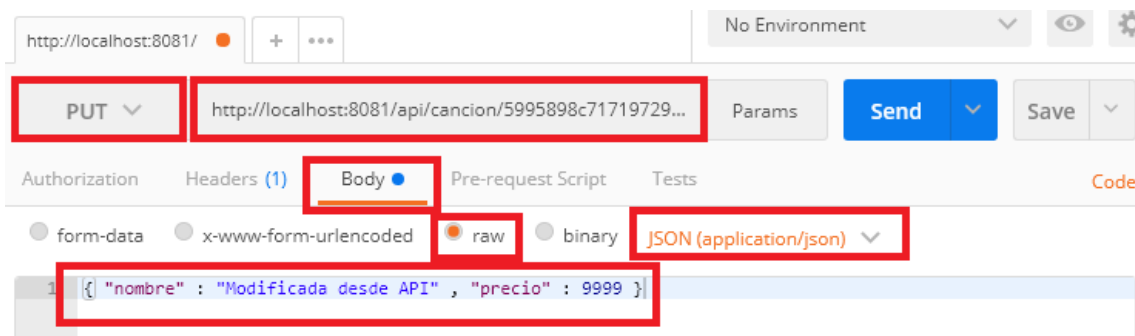 http://localhost:8081/ + ••• No Environment
PUT http://localhost:8081/api/cancion/5995898c71719729... Params Send Save
Authorization Headers (1) Body Pre-request Script Tests Code
form-data x-www-form-urlencoded raw binary JSON (application/json)
1 { "nombre" : "Modificada desde API" , "precio" : 9999 }